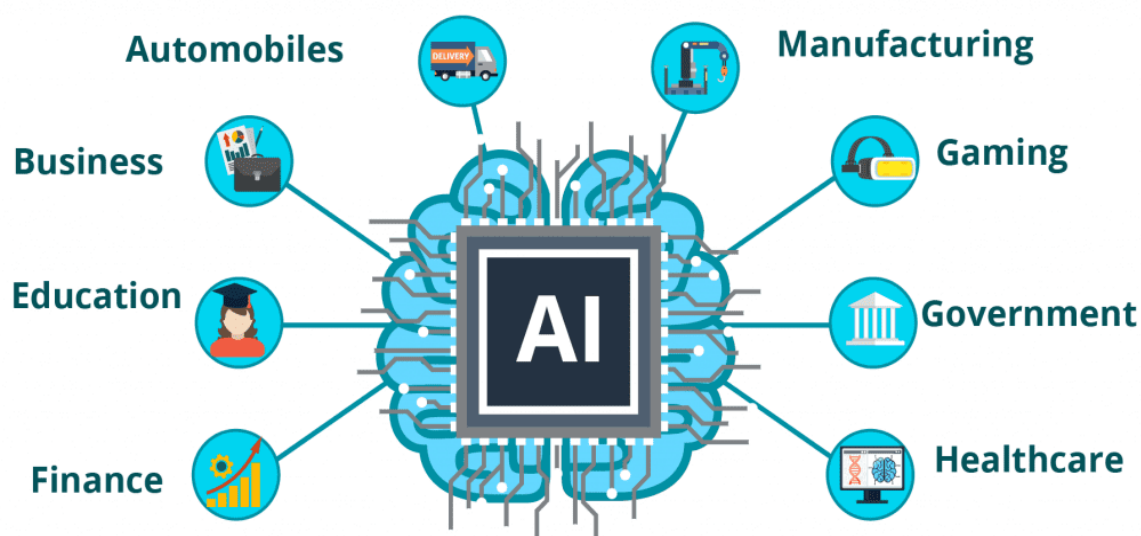 Automobiles
DELIVERY
Manufacturing
Business
Gaming
Education
AI
Government
Finance
Healthcare